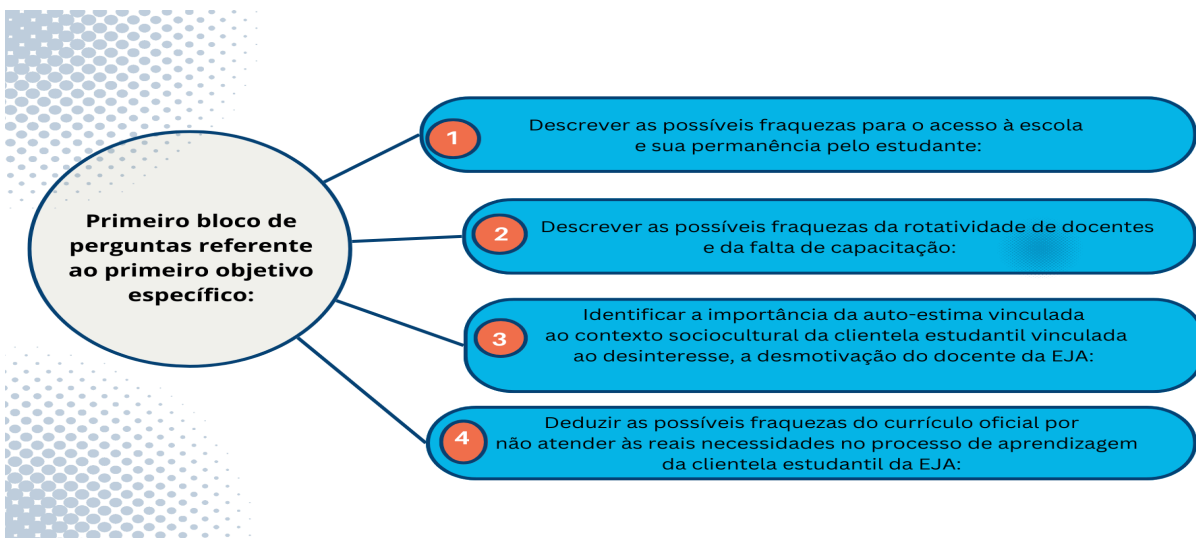 Primeiro bloco de
perguntas referente
ao primeiro objetivo
específico:
1
Descrever as possíveis fraquezas para o acesso à escola
e sua permanência pelo estudante:
2
Descrever as possíveis fraquezas da rotatividade de docentes
e da falta de capacitação:
3
Identificar a importância da auto-estima vinculada
ao contexto sociocultural da clientela estudantil vinculada
ao desinteresse, a desmotivação do docente da EJA:
4
Deduzir as possíveis fraquezas do currículo oficial por
não atender às reais necessidades no processo de aprendizagem
da clientela estudantil da EJA: